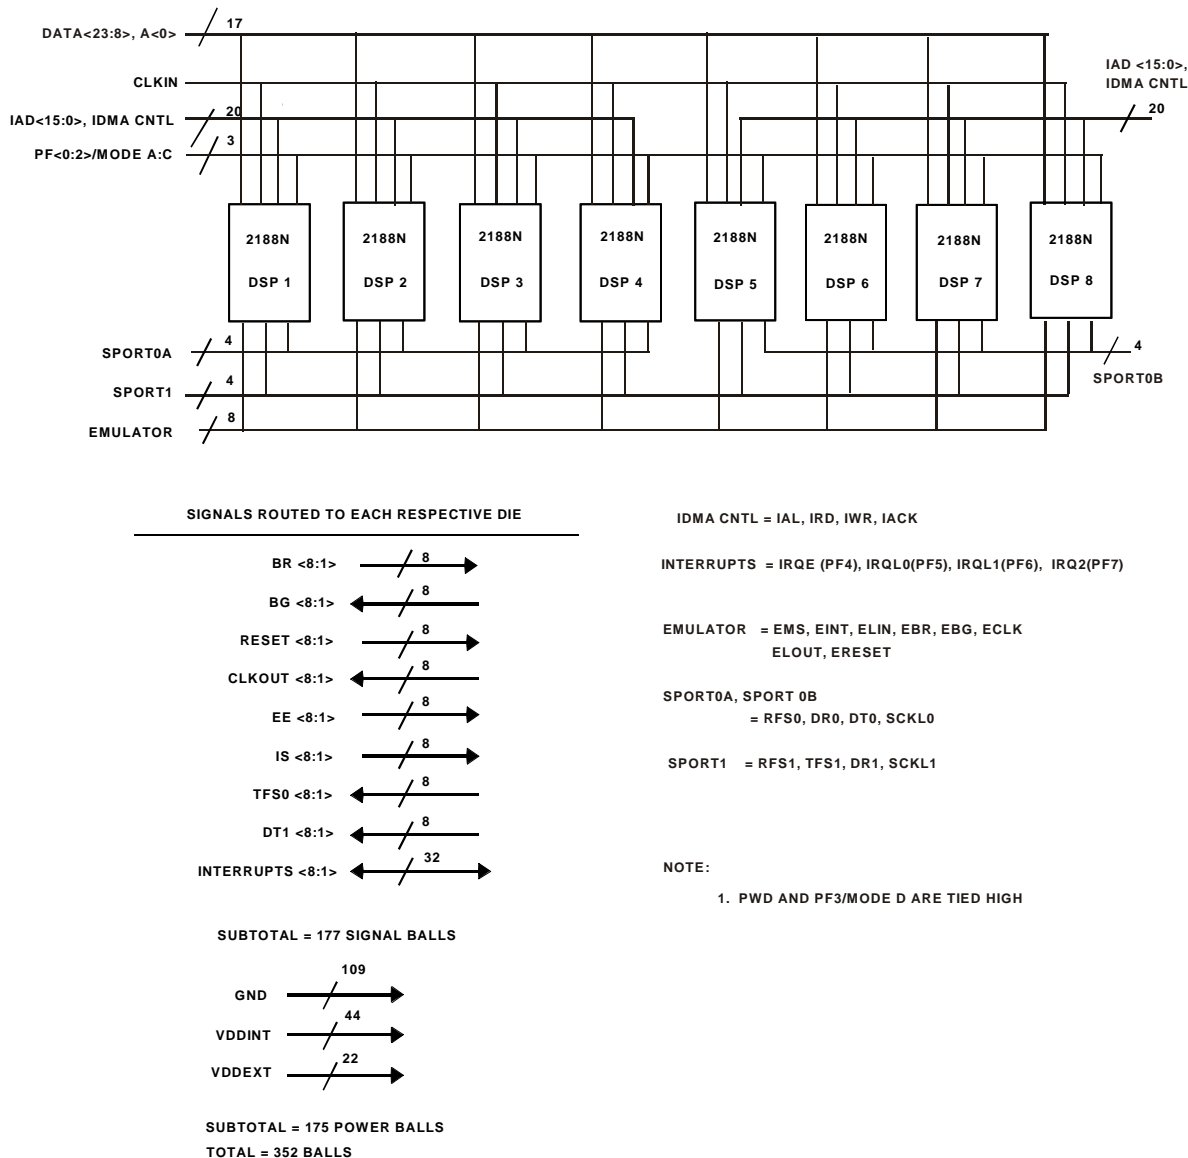 DATA<23:8>, A<0>
17
CLKIN
IAD<15:0>, IDMA CNTL
20
PF<0:2>/MODE A:C
3
IAD <15:0>,
IDMA CNTL
20
2188N
DSP 1
2188N
DSP 2
2188N
DSP 3
2188N
DSP 4
2188N
DSP 5
2188N
DSP 6
2188N
DSP 7
2188N
DSP 8
SPORT0A
4
SPORT1
4
EMULATOR
8
4
SPORT0B
SIGNALS ROUTED TO EACH RESPECTIVE DIE
BR <8:1>
8
BG <8:1>
8
RESET <8:1>
8
CLKOUT <8:1>
8
EE <8:1>
8
IS <8:1>
8
TFS0 <8:1>
8
DT1 <8:1>
8
INTERRUPTS <8:1>
32
SUBTOTAL = 177 SIGNAL BALLS
GND
109
VDDINT
44
VDDEXT
22
SUBTOTAL = 175 POWER BALLS
TOTAL = 352 BALLS
IDMA CNTL = IAL, IRD, IWR, IACK
INTERRUPTS = IRQE (PF4), IRQL0(PF5), IRQL1(PF6), IRQ2(PF7)
EMULATOR = EMS, EINT, ELIN, EBR, EBG, ECLK
ELOUT, ERESET
SPORT0A, SPORT 0B
= RFS0, DR0, DT0, SCKL0
SPORT1 = RFS1, TFS1, DR1, SCKL1
NOTE:
1. PWD AND PF3/MODE D ARE TIED HIGH